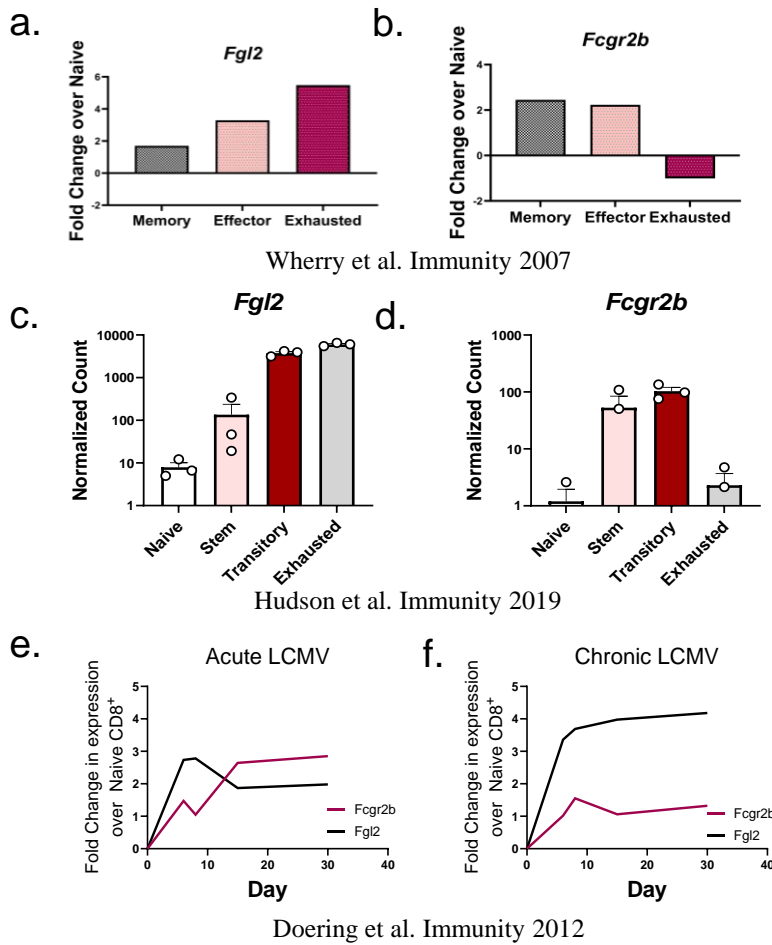 a.
Fgl2
Fold Change over Naive
6
4
2
0
-2
Memory Effector Exhausted
b.
Fcgr2b
Fold Change over Naive
4
2
0
-2
Memory Effector Exhausted
Wherry et al. Immunity 2007
c.
Fgl2
Normalized Count
10000
1000
100
10
1
Naive Stem Transitory Exhausted
d.
Fcgr2b
Normalized Count
1000
100
10
1
Naive Stem Transitory Exhausted
Hudson et al. Immunity 2019
e.
Acute LCMV
Fold Change in expression
over Naive CD8+
5
4
3
2
1
0
0 10 20 30 40
Day
Fcgr2b
Fgl2
f.
Chronic LCMV
Fold Change in expression
over Naive CD8+
5
4
3
2
1
0
0 10 20 30 40
Day
Fcgr2b
Fgl2
Doering et al. Immunity 2012